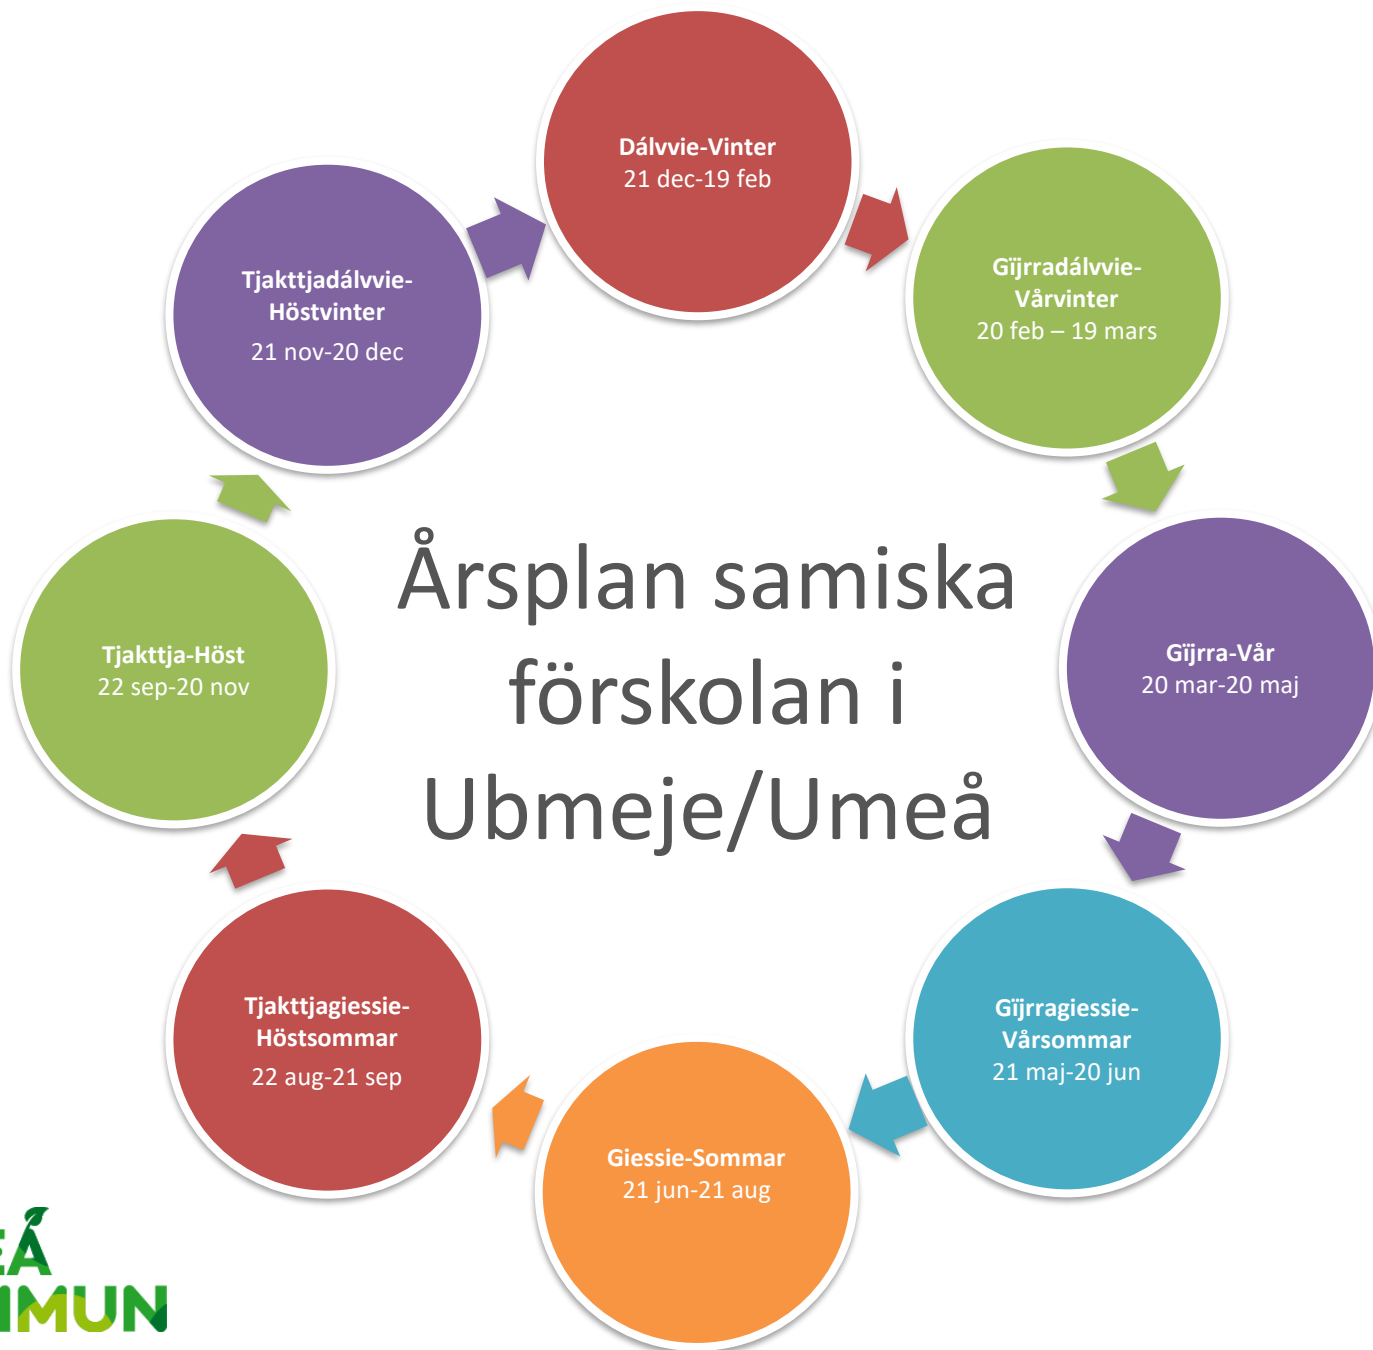 Dálvvie-Vinter
21 dec-19 feb
Gïjrradálvvie-
Vårvinter
20 feb – 19 mars
Gïjrra-Vår
20 mar-20 maj
Gïjrragiessie-
Vårsommar
21 maj-20 jun
Giessie-Sommar
21 jun-21 aug
Tjakttjagiessie-
Höstsommar
22 aug-21 sep
Tjakttja-Höst
22 sep-20 nov
Tjakttjadálvvie-
Höstvinter
21 nov-20 dec
Årsplan samiska
förskolan i
Ubmeje/Umeå